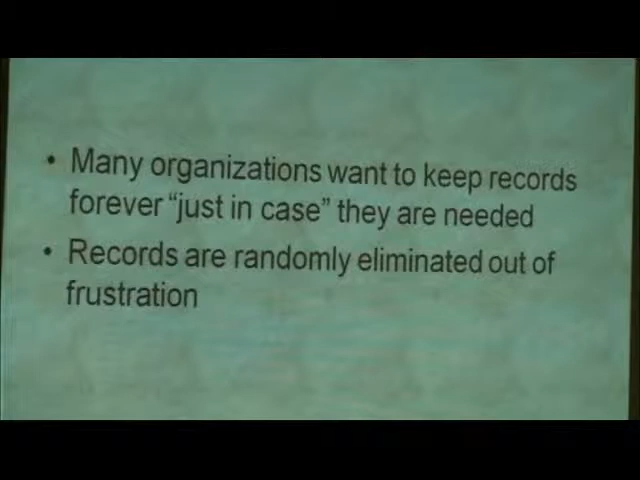 • Many organizations want to keep records
forever “just in case” they are needed
• Records are randomly eliminated out of
frustration